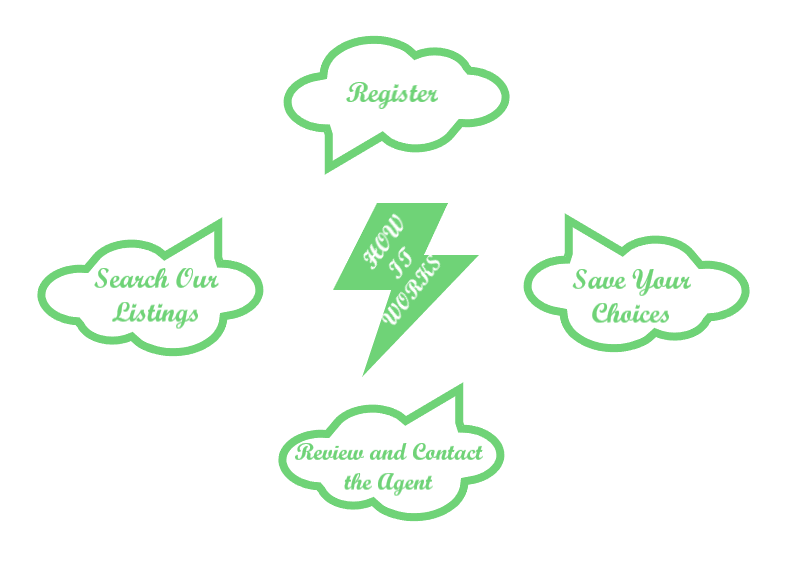 Register
HOW
IT
WORKS
Search Our
Listings
Save Your
Choices
Review and Contact
the Agent